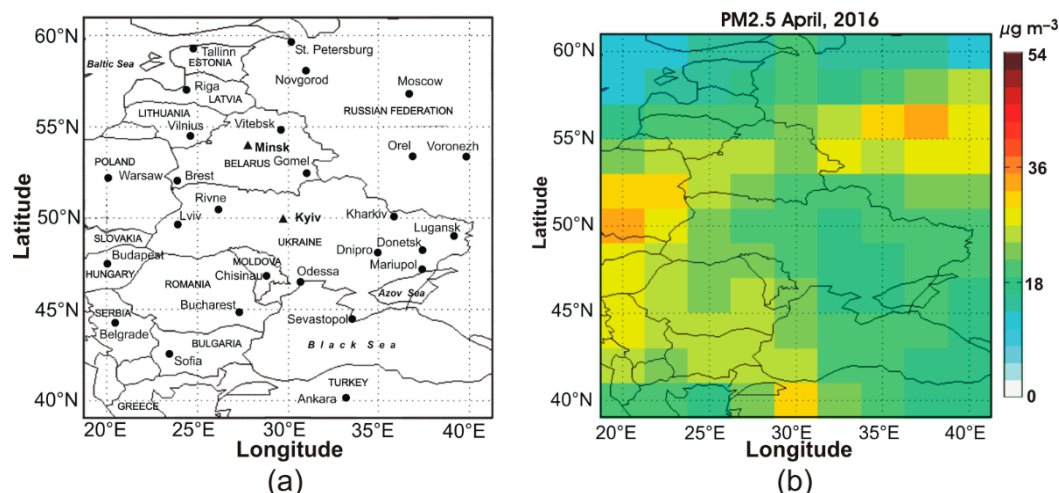 60°N
55°N
50°N
45°N
40°N
Latitude
20°E
25°E
30°E
35°E
40°E
Longitude
(a)
Baltic Sea
Tallinn
ESTONIA
St. Petersburg
Novgorod
Riga
LATVIA
Moscow
RUSSIAN FEDERATION
LITHUANIA
Vilnius
Vitebsk
Minsk
BELARUS
Gomel
Orel
Voronezh
POLAND
Warsaw
Brest
Rivne
Lviv
Kyiv
Kharkiv
Lugansk
SLOVAKIA
UKRAINE
Donetsk
Dnipro
Budapest
HUNGARY
MOLDOVA
Chisinau
Odessa
Mariupol
ROMANIA
Azov Sea
Bucharest
SERBIA
Belgrade
Sevastopol
BULGARIA
Black Sea
Sofia
TURKEY
Ankara
GREECE
PM2.5 April, 2016
60°N
55°N
50°N
45°N
40°N
Latitude
20°E
25°E
30°E
35°E
40°E
Longitude
(b)
µg m−3
54
36
18
0